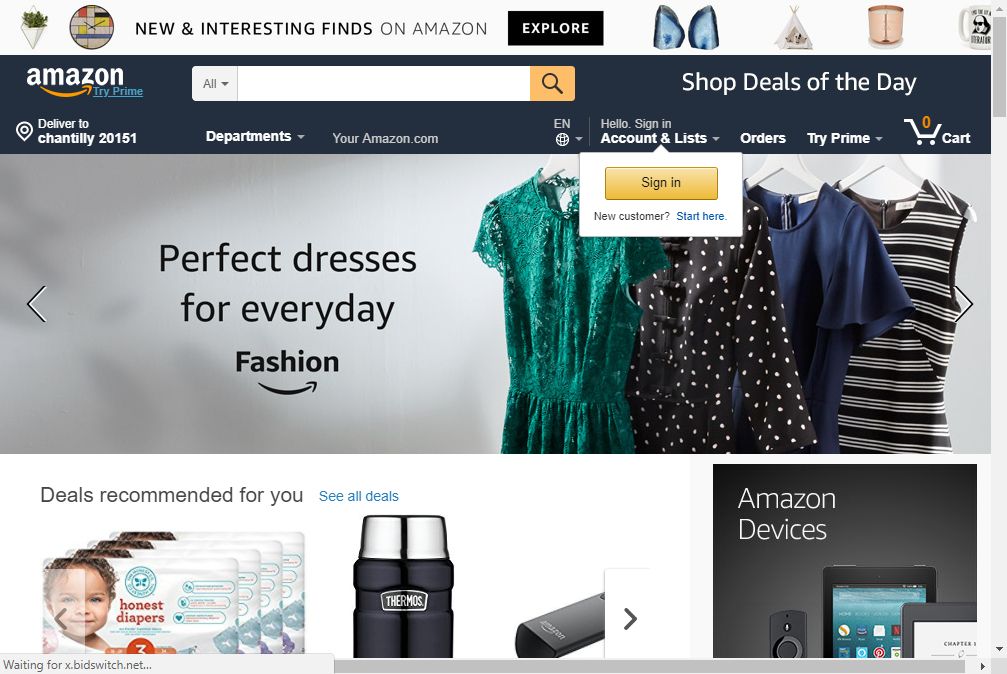 NEW & INTERESTING FINDS ON AMAZON
EXPLORE
amazon
Try Prime
All
Shop Deals of the Day
Deliver to
chantilly 20151
Departments
Your Amazon.com
EN
Hello. Sign in
Account & Lists
Orders
Try Prime
0
Cart
Sign in
New customer? Start here.
Perfect dresses
for everyday
Fashion
Deals recommended for you
See all deals
honest
diapers
3
THERMOS
amazon
Amazon
Devices
CHAPTER 1
Waiting for x.bidswitch.net...